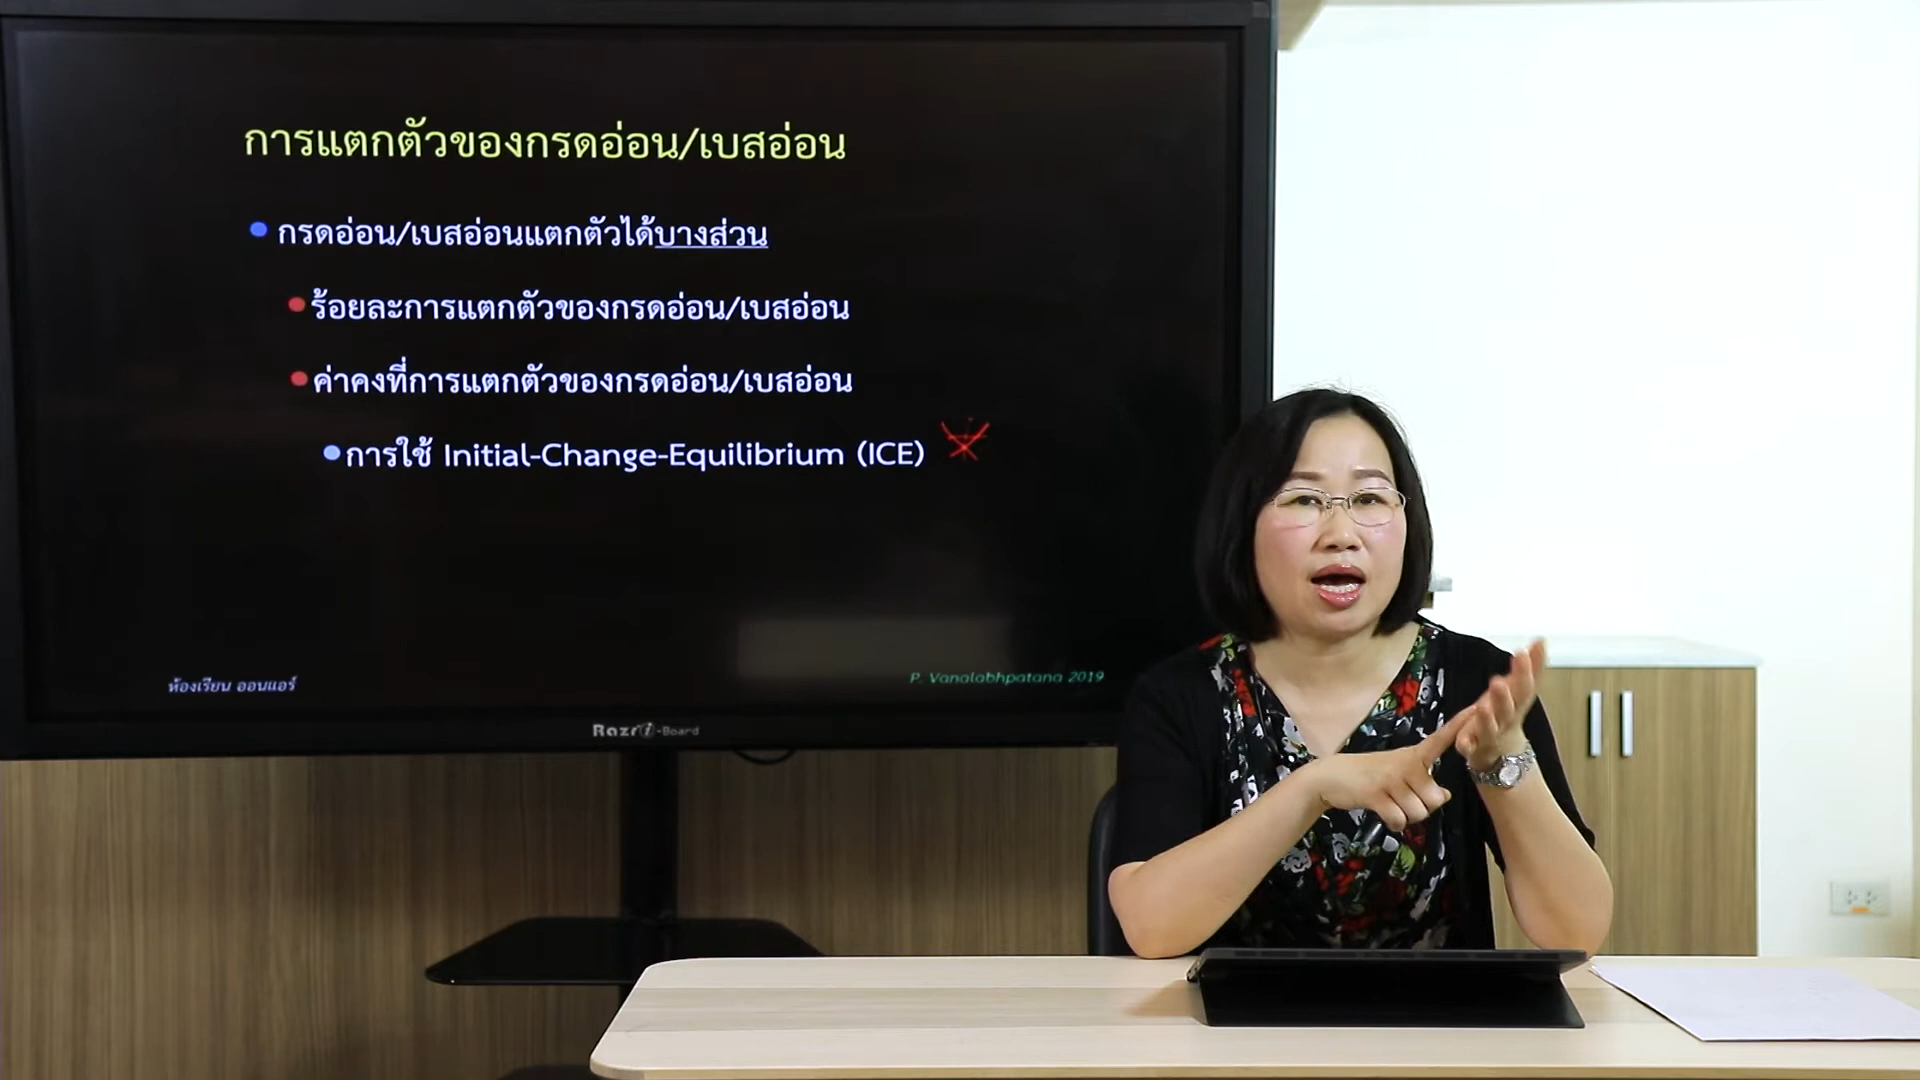 การแตกตัวของกรดอ่อน/เบสอ่อน
กรดอ่อน/เบสอ่อนแตกตัวได้บางส่วน
ร้อยละการแตกตัวของกรดอ่อน/เบสอ่อน
ค่าคงที่การแตกตัวของกรดอ่อน/เบสอ่อน
การใช้ Initial-Change-Equilibrium (ICE)
ห้องเรียน ออนแอร์
P. Vanalabhpatana 2019
Razr i-Board